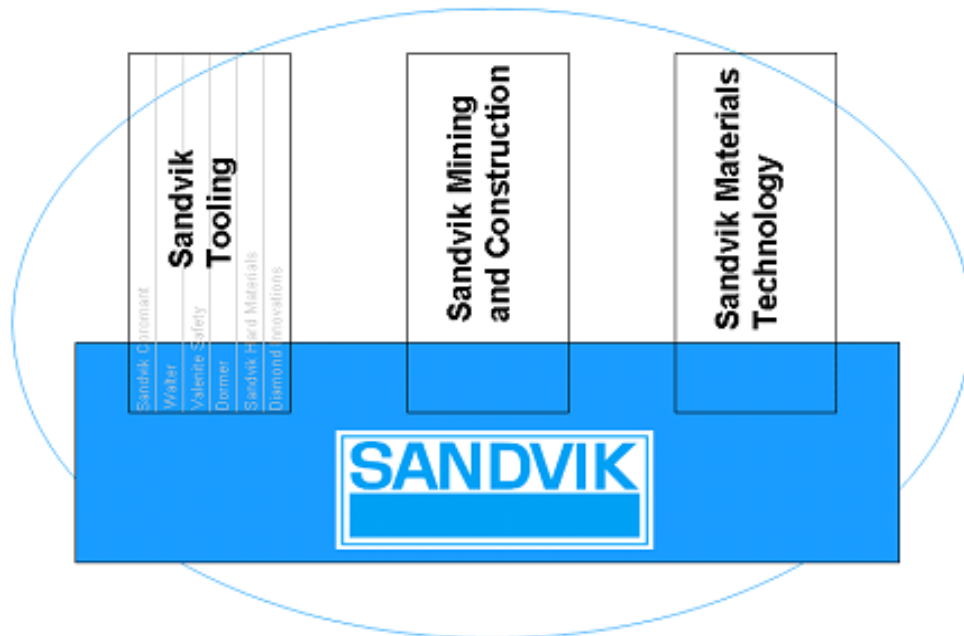 Sandvik
Tooling
Sandvik Coromant
Walter
Valenite Safety
Dormer
Sandvik Hard Materials
Diamond Innovations
Sandvik Mining
and Construction
Sandvik Materials
Technology
SANDVIK